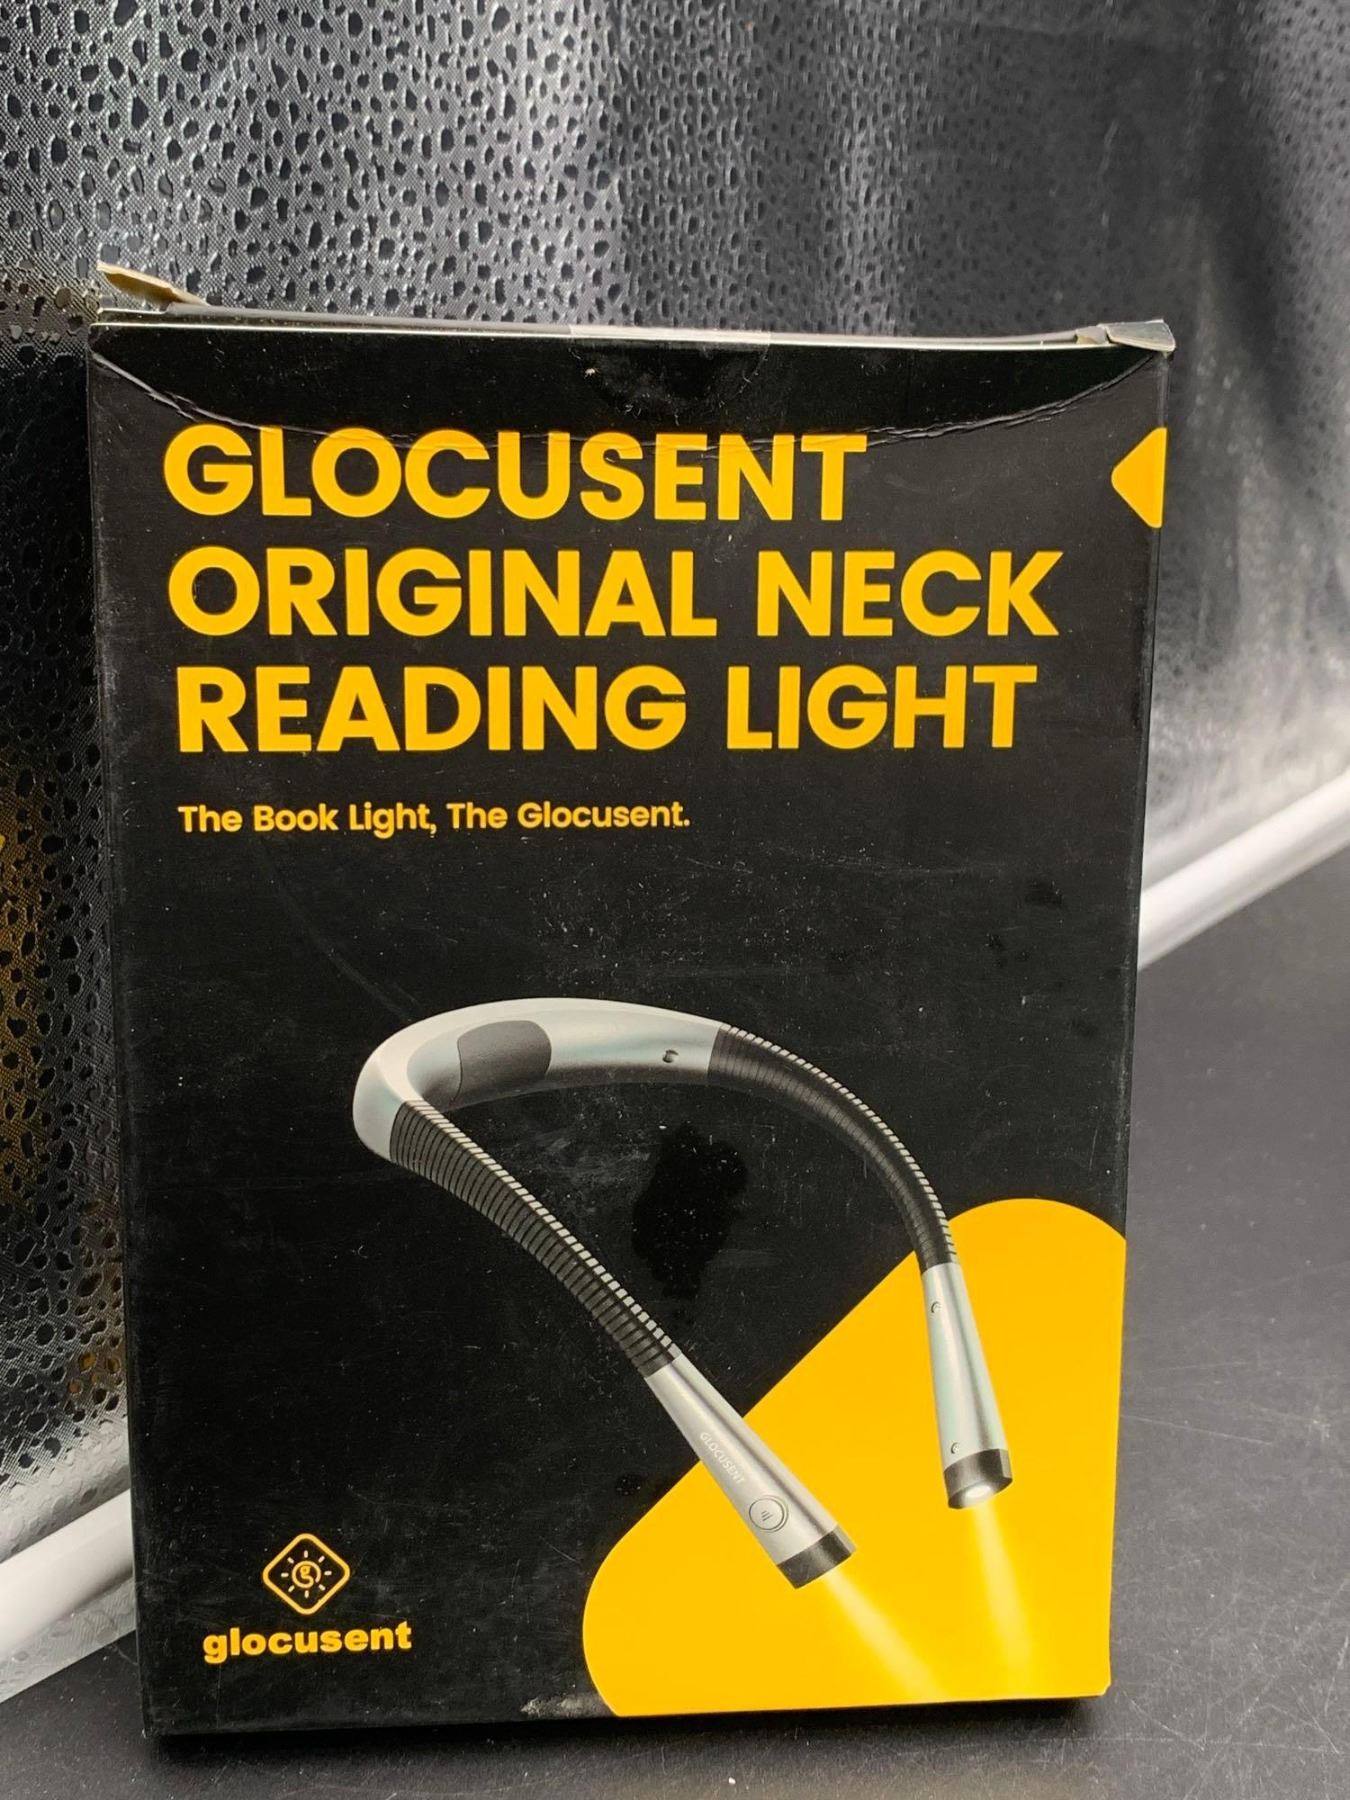 GLOCUSENT
ORIGINAL NECK
READING LIGHT
The Book Light, The Glocusent.
GLOCUSENT
glocusent